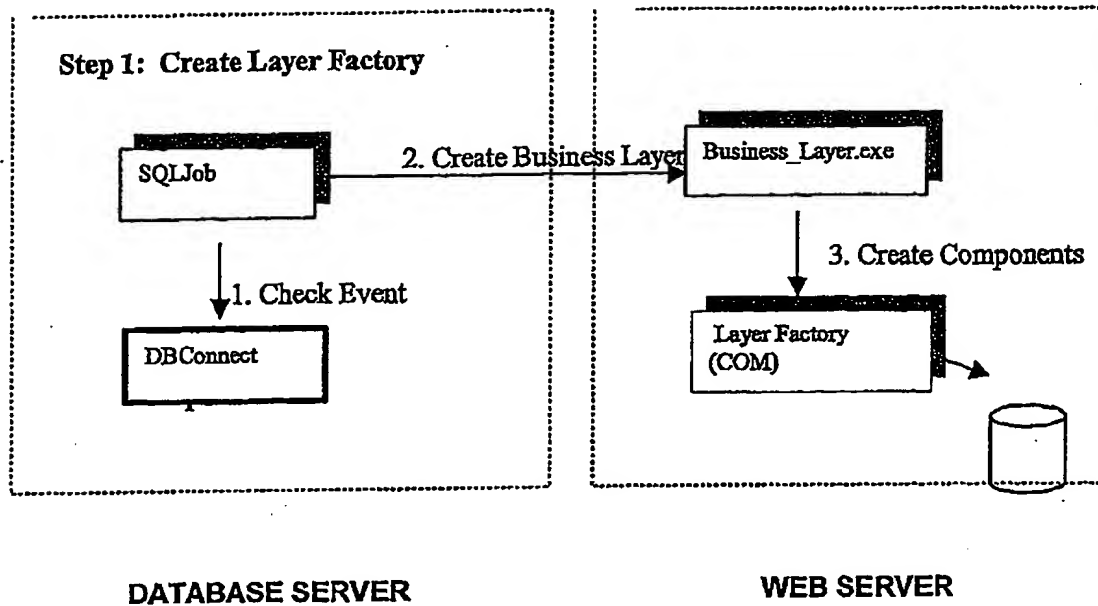 Step 1: Create Layer Factory
SQLJob
2. Create Business Layer
Business_Layer.exe
1. Check Event
3. Create Components
DBConnect
Layer Factory
(COM)
DATABASE SERVER
WEB SERVER